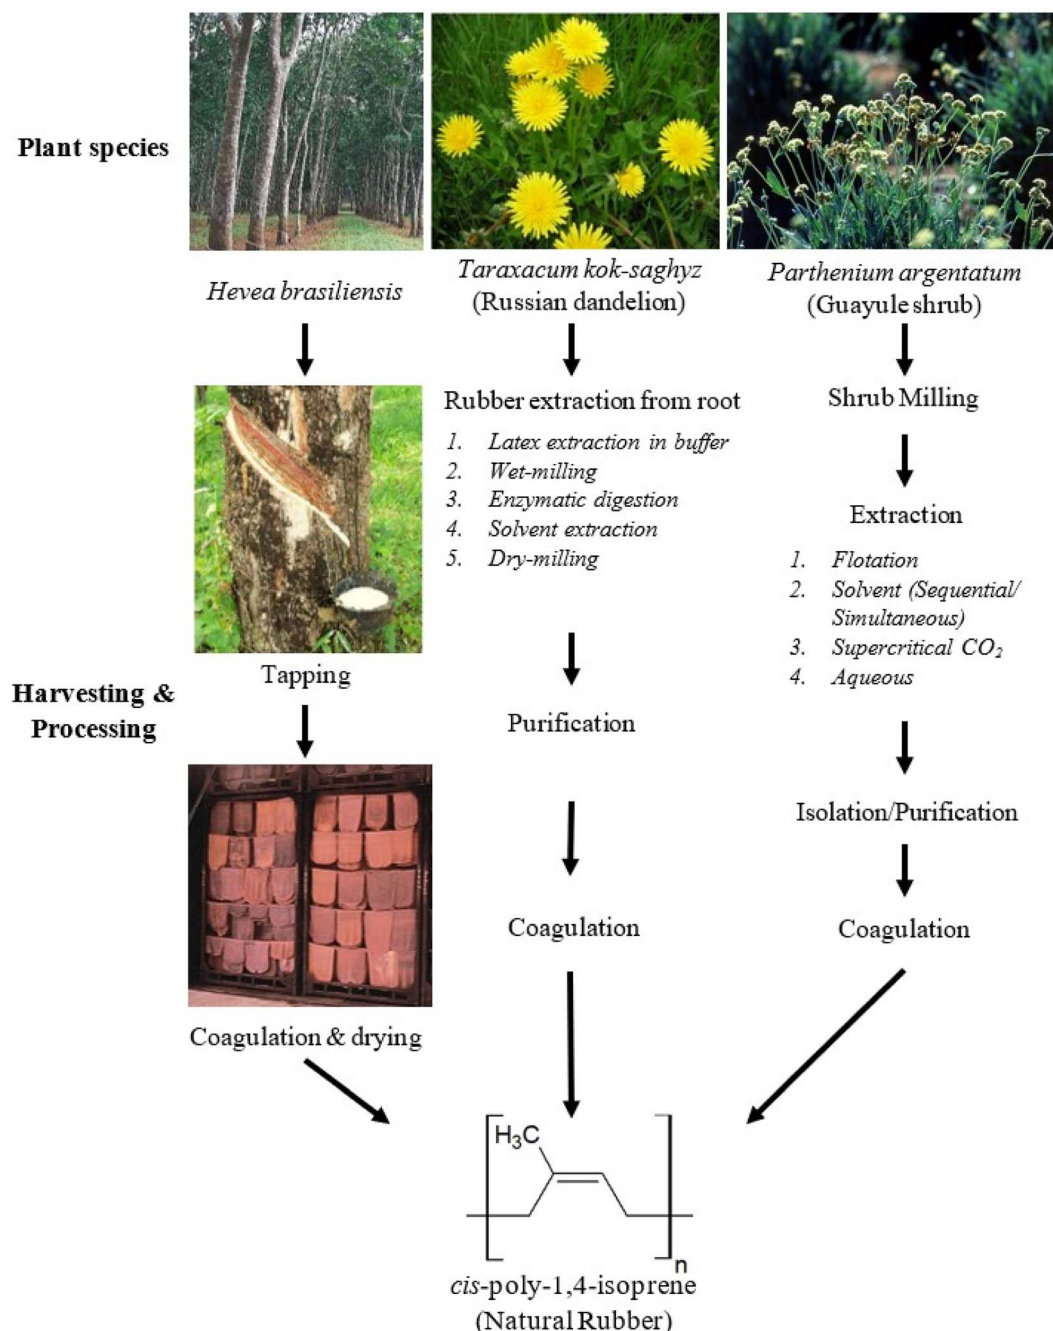 Plant species
Hevea brasiliensis
Taraxacum kok-saghyz
(Russian dandelion)
Parthenium argentatum
(Guayule shrub)
Harvesting &
Processing
Tapping
Coagulation & drying
Rubber extraction from root
1. Latex extraction in buffer
2. Wet-milling
3. Enzymatic digestion
4. Solvent extraction
5. Dry-milling
Purification
Coagulation
Shrub Milling
Extraction
1. Flotation
2. Solvent (Sequential/
Simultaneous)
3. Supercritical CO2
4. Aqueous
Isolation/Purification
Coagulation
H3C
n
cis-poly-1,4-isoprene
(Natural Rubber)